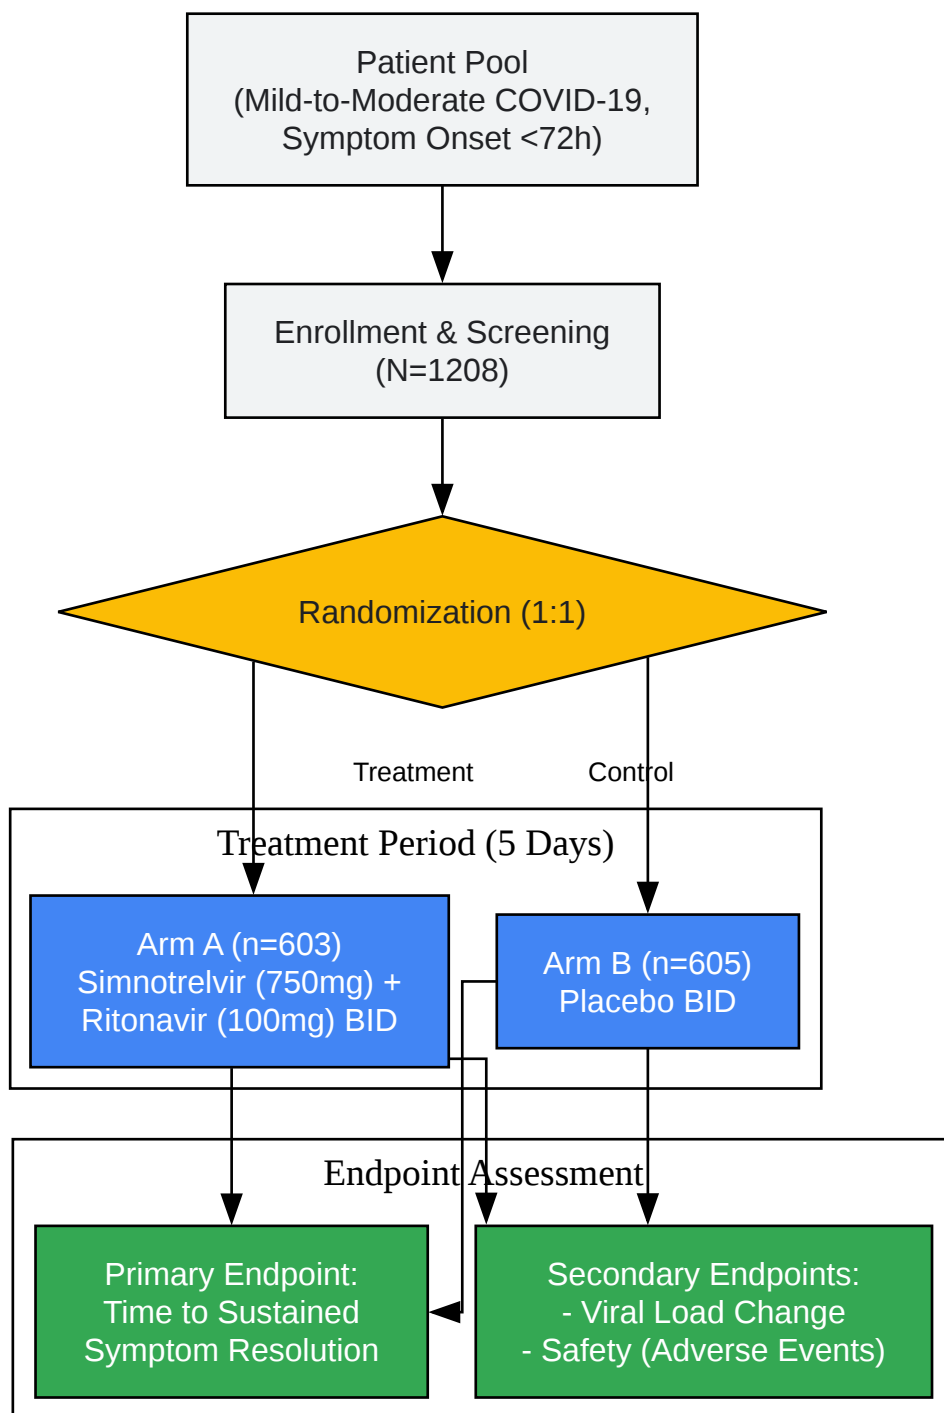 Patient Pool
(Mild-to-Moderate COVID-19,
Symptom Onset <72h)
Enrollment & Screening
(N=1208)
Randomization (1:1)
Treatment
Control
Treatment Period (5 Days)
Arm A (n=603)
Simnotrelvir (750mg) +
Ritonavir (100mg) BID
Arm B (n=605)
Placebo BID
Endpoint Assessment
Primary Endpoint:
Time to Sustained
Symptom Resolution
Secondary Endpoints:
- Viral Load Change
- Safety (Adverse Events)